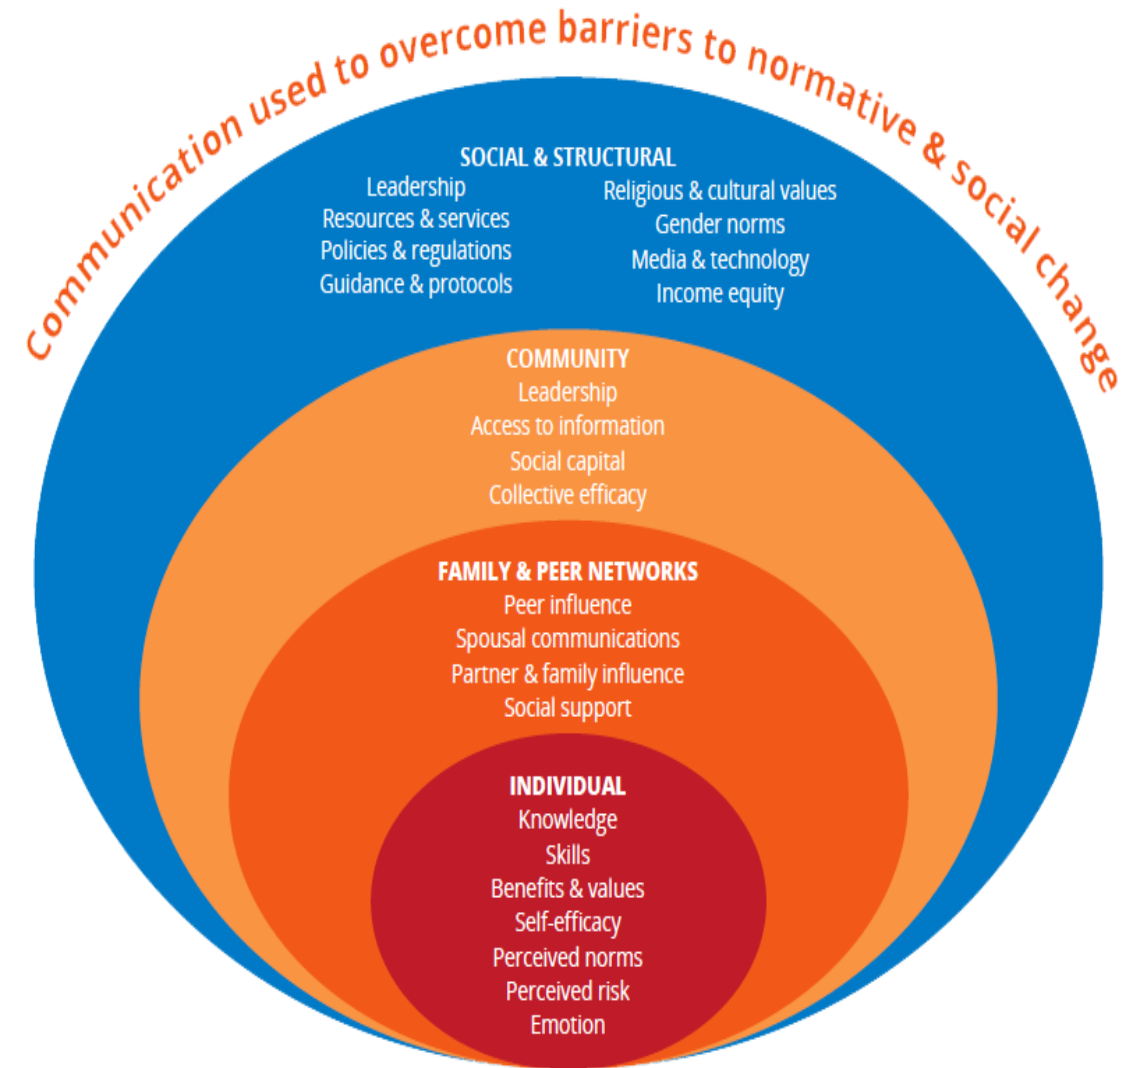 Communication used to overcome barriers to normative & social change
SOCIAL & STRUCTURAL
Leadership
Resources & services
Policies & regulations
Guidance & protocols
Religious & cultural values
Gender norms
Media & technology
Income equity
COMMUNITY
Leadership
Access to information
Social capital
Collective efficacy
FAMILY & PEER NETWORKS
Peer influence
Spousal communications
Partner & family influence
Social support
INDIVIDUAL
Knowledge
Skills
Benefits & values
Self-efficacy
Perceived norms
Perceived risk
Emotion